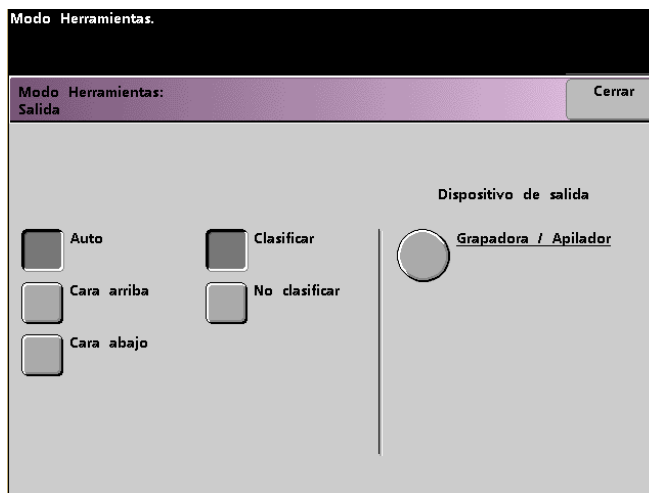 Modo Herramientas.
Modo Herramientas:
Salida
Cerrar
Dispositivo de salida
Auto
Cara arriba
Cara abajo
Clasificar
No clasificar
Grapadora / Apilador